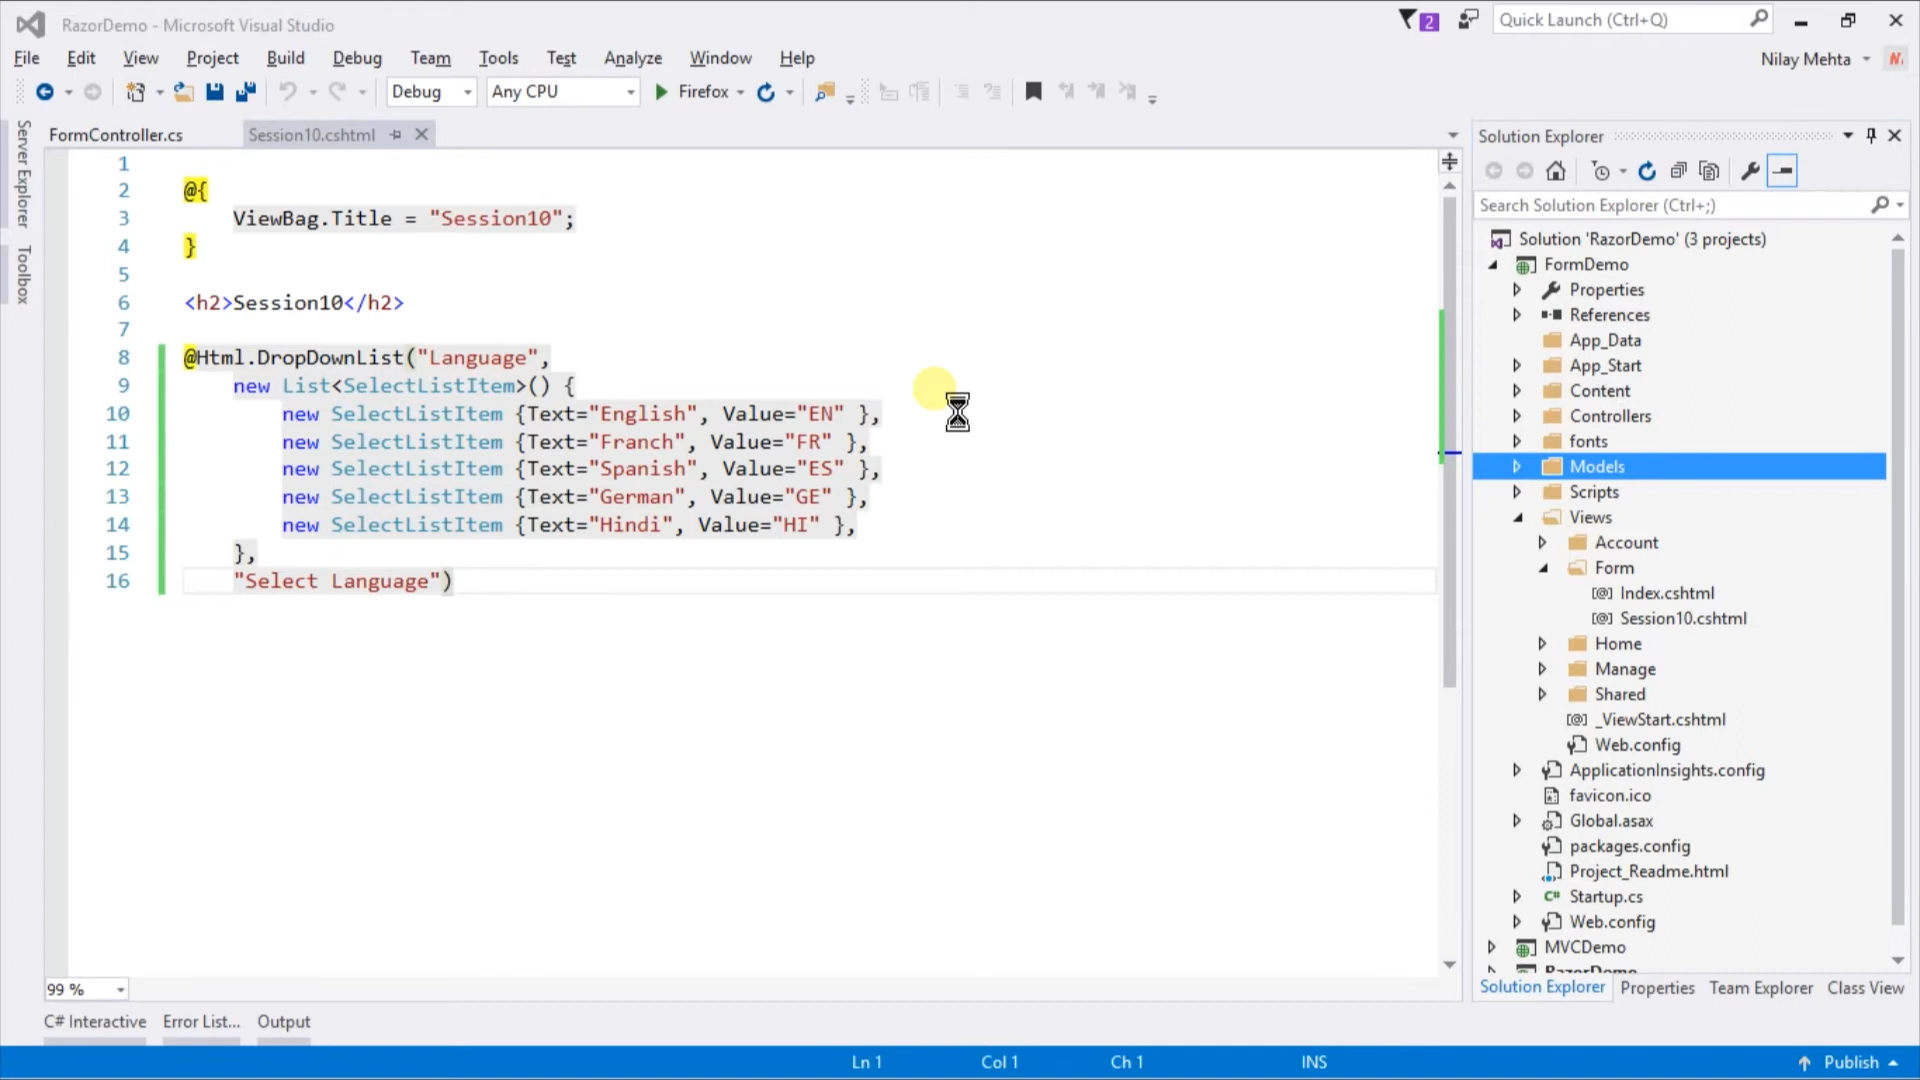 RazorDemo - Microsoft Visual Studio
2
Quick Launch (Ctrl+Q)
File Edit View Project Build Debug Team Tools Test Analyze Window Help
Nilay Mehta
Debug Any CPU Firefox
Server Explorer
Toolbox
FormController.cs Session10.cshtml
1
2 @{
3 ViewBag.Title = "Session10";
4 }
5
6 <h2>Session10</h2>
7
8 @Html.DropDownList("Language",
9 new List<SelectListItem>() {
10 new SelectListItem {Text="English", Value="EN" },
11 new SelectListItem {Text="Franch", Value="FR" },
12 new SelectListItem {Text="Spanish", Value="ES" },
13 new SelectListItem {Text="German", Value="GE" },
14 new SelectListItem {Text="Hindi", Value="HI" },
15 },
16 "Select Language")
99 %
Solution Explorer
Search Solution Explorer (Ctrl+;)
Solution 'RazorDemo' (3 projects)
FormDemo
Properties
References
App_Data
App_Start
Content
Controllers
fonts
Models
Scripts
Views
Account
Form
Index.cshtml
Session10.cshtml
Home
Manage
Shared
_ViewStart.cshtml
Web.config
ApplicationInsights.config
favicon.ico
Global.asax
packages.config
Project_Readme.html
Startup.cs
Web.config
MVCDemo
RazorDemo
Solution Explorer Properties Team Explorer Class View
C# Interactive Error List... Output
Ln 1 Col 1 Ch 1 INS Publish